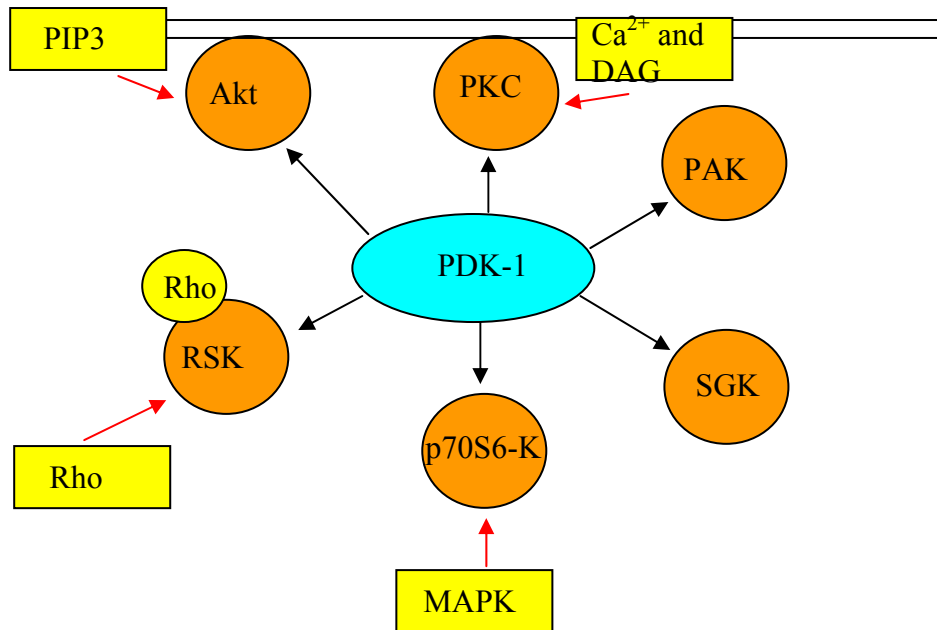 PIP3
Ca²⁺ and
DAG
Akt
PKC
PAK
PDK-1
Rho
RSK
SGK
p70S6-K
Rho
MAPK